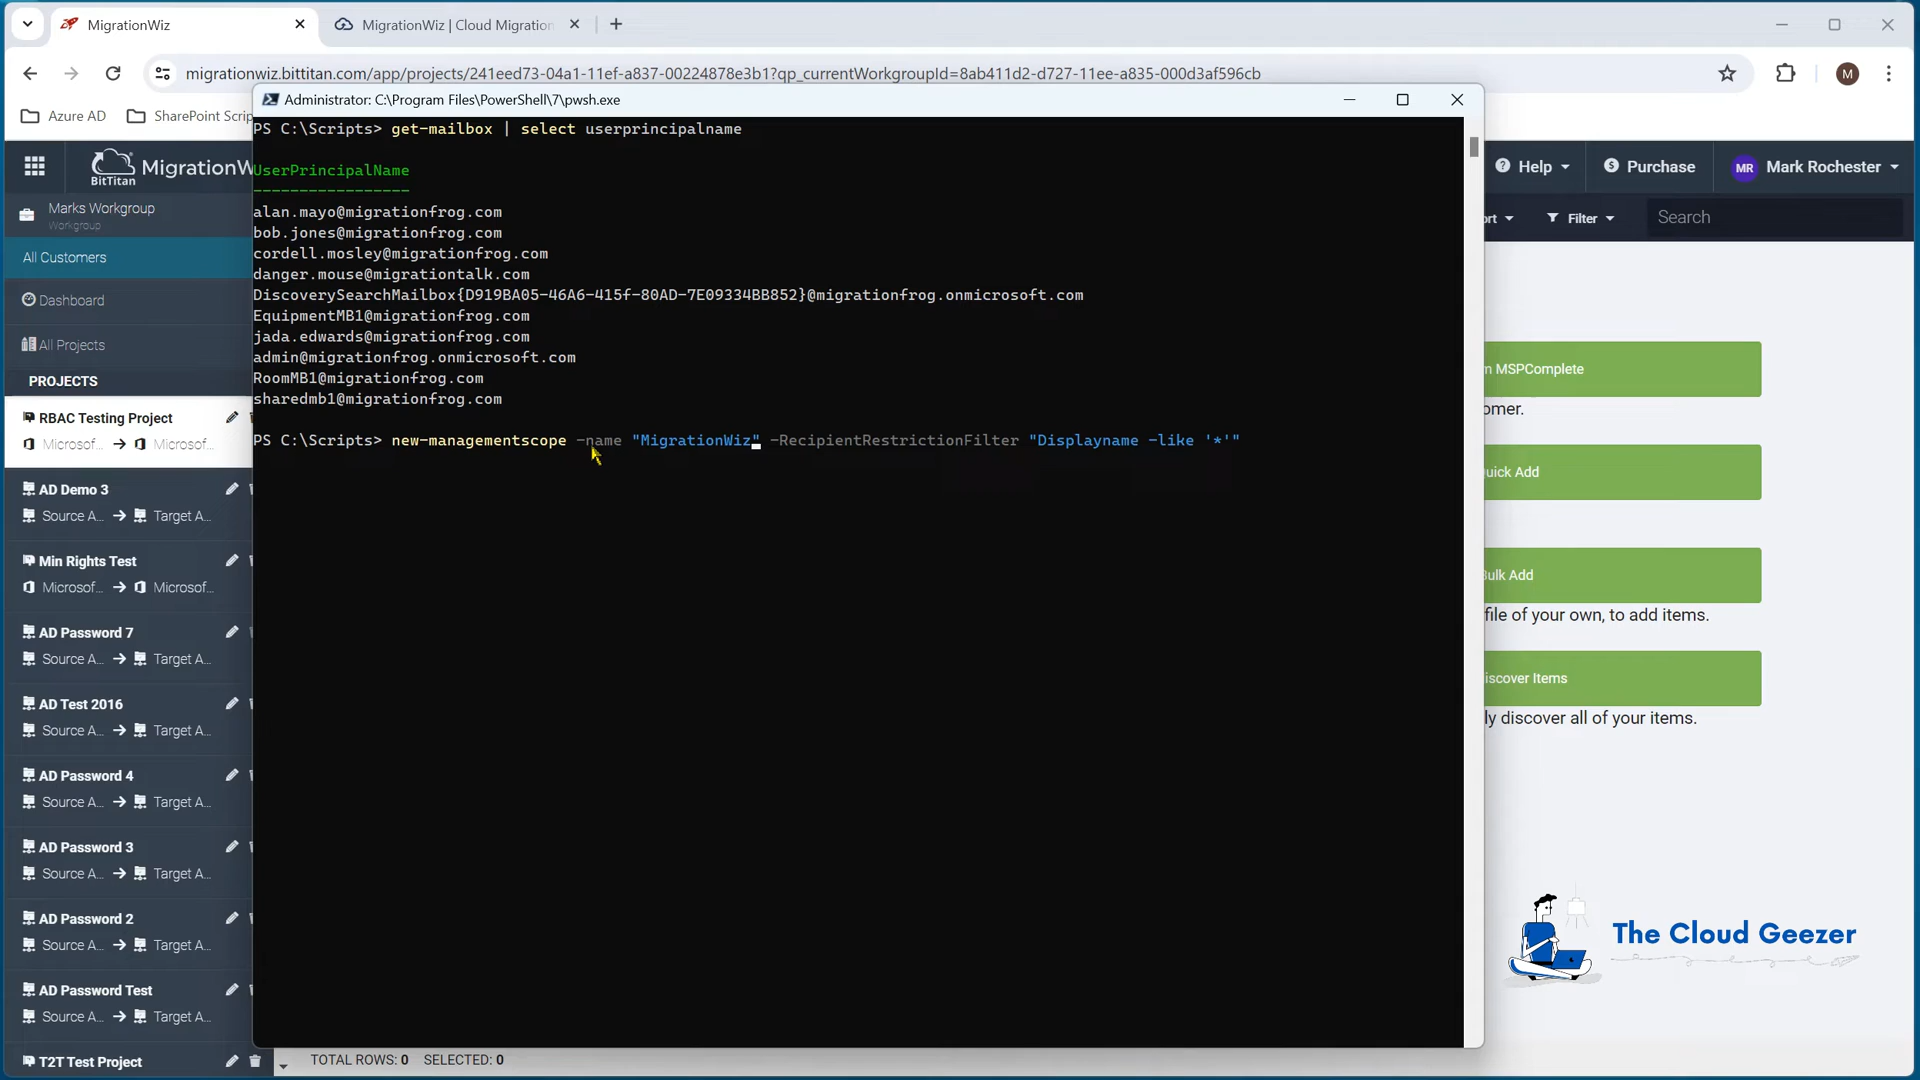 MigrationWiz
MigrationWiz | Cloud Migration
migrationwiz.bittitan.com/app/projects/241eed73-04a1-11ef-a837-00224878e3b1?qp_currentWorkgroupId=8ab411d2-d727-11ee-a835-000d3af596cb
M
Azure AD
SharePoint Scrip
Administrator: C:\Program Files\PowerShell\7\pwsh.exe
PS C:\Scripts> get-mailbox | select userprincipalname
UserPrincipalName
-----------------
alan.mayo@migrationfrog.com
bob.jones@migrationfrog.com
cordell.mosley@migrationfrog.com
danger.mouse@migrationtalk.com
DiscoverySearchMailbox{D919BA05-46A6-415f-80AD-7E09334BB852}@migrationfrog.onmicrosoft.com
EquipmentMB1@migrationfrog.com
jada.edwards@migrationfrog.com
admin@migrationfrog.onmicrosoft.com
RoomMB1@migrationfrog.com
sharedmb1@migrationfrog.com
PS C:\Scripts> new-managementscope -name "MigrationWiz" -RecipientRestrictionFilter "Displayname -like '*'"
BitTitan
MigrationW
Help
Purchase
MR
Mark Rochester
ort
Filter
Search
Marks Workgroup
Workgroup
All Customers
Dashboard
All Projects
PROJECTS
RBAC Testing Project
Microsof... → Microsof...
AD Demo 3
Source A... → Target A...
Min Rights Test
Microsof... → Microsof...
AD Password 7
Source A... → Target A...
AD Test 2016
Source A... → Target A...
AD Password 4
Source A... → Target A...
AD Password 3
Source A... → Target A...
AD Password 2
Source A... → Target A...
AD Password Test
Source A... → Target A...
T2T Test Project
m MSPComplete
omer.
uick Add
Bulk Add
file of your own, to add items.
iscover Items
ly discover all of your items.
The Cloud Geezer
TOTAL ROWS: 0 SELECTED: 0